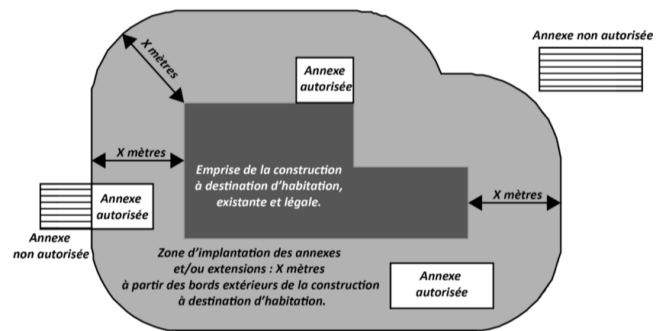 Annexe non autorisée
X mètres
Annexe
autorisée
X mètres
Emprise de la construction
à destination d'habitation,
existante et légale.
X mètres
Annexe
autorisée
Annexe
non autorisée
Zone d'implantation des annexes
et/ou extensions : X mètres
à partir des bords extérieurs de la construction
à destination d'habitation.
Annexe
autorisée